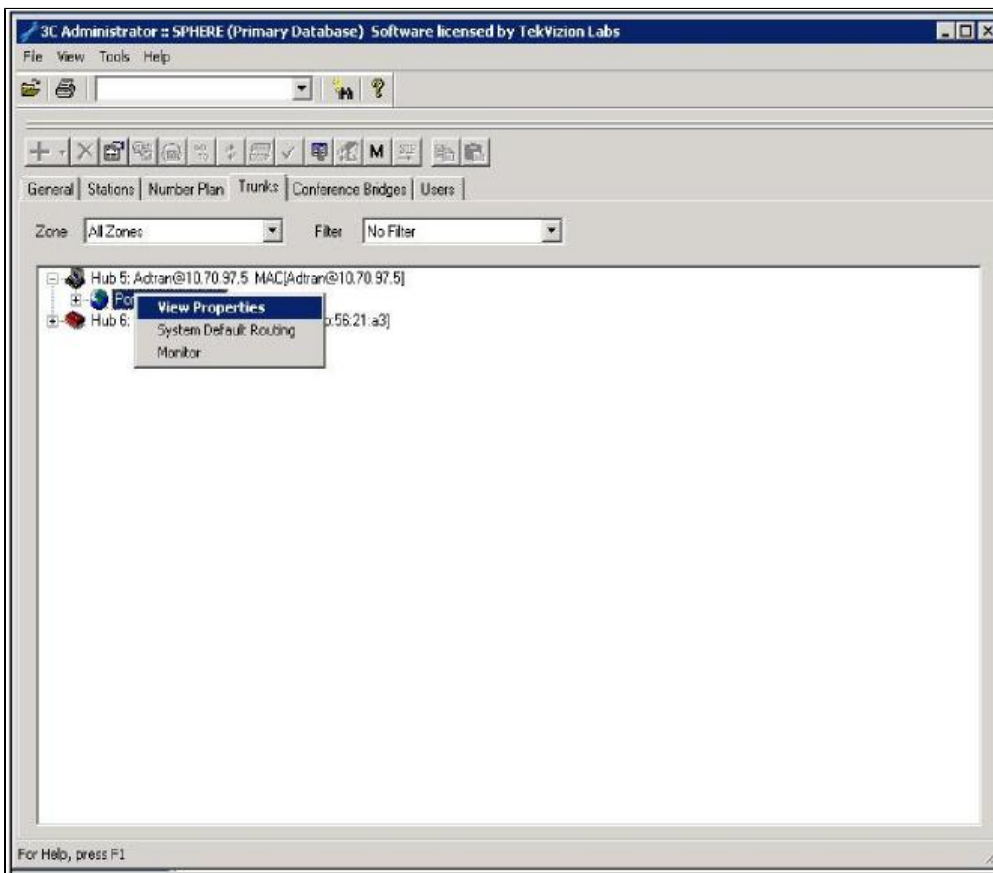 3C Administrator :: SPHERE (Primary Database) Software licensed by TekVizion Labs
File View Tools Help
M
General Stations Number Plan Trunks Conference Bridges Users
Zone All Zones Filter No Filter
Hub 5: Adtran@10.70.97.5 MAC[Adtran@10.70.97.5]
View Properties
Hub 6: :56:21:a3]
System Default Routing
Monitor
For Help, press F1